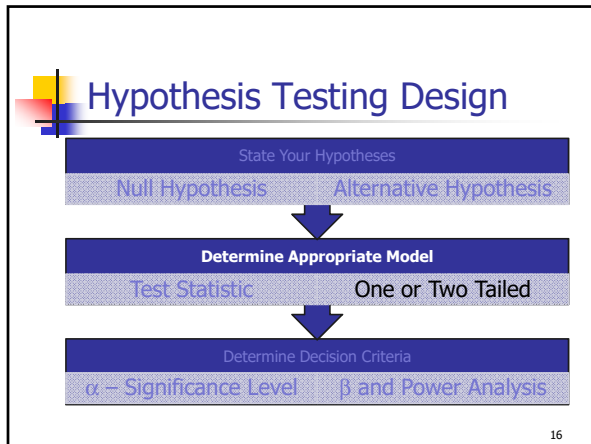 Hypothesis Testing Design
State Your Hypotheses
Null Hypothesis Alternative Hypothesis
Determine Appropriate Model
Test Statistic One or Two Tailed
Determine Decision Criteria
α – Significance Level β and Power Analysis
16